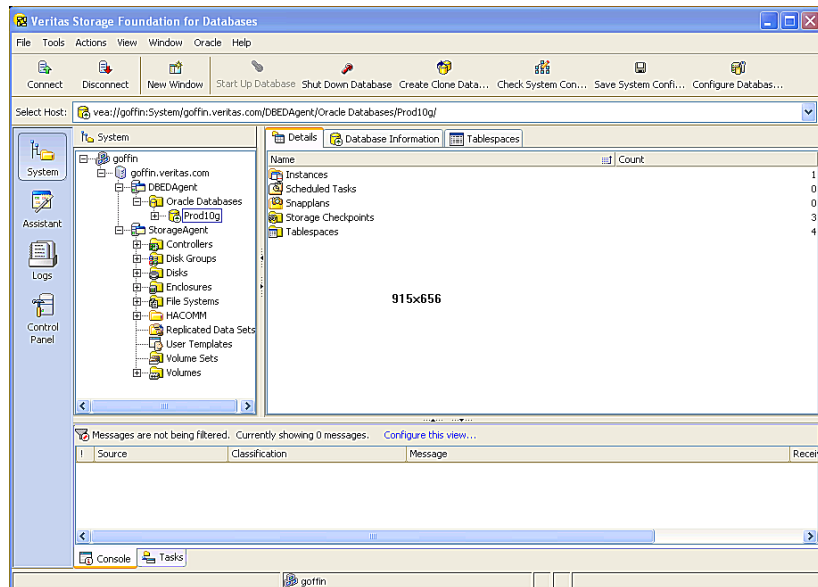 Veritas Storage Foundation for Databases
File Tools Actions View Window Oracle Help
Connect Disconnect New Window Start Up Database Shut Down Database Create Clone Data... Check System Con... Save System Confi... Configure Databas...
Select Host: vea://goffin:System/goffin.veritas.com/DBEDAgent/Oracle Databases/Prod10g/
System
Assistant
Logs
Control Panel
System
goffin
goffin.veritas.com
DBEDAgent
Oracle Databases
Prod10g
StorageAgent
Controllers
Disk Groups
Disks
Enclosures
File Systems
HACOMM
Replicated Data Sets
User Templates
Volume Sets
Volumes
Details Database Information Tablespaces
Name Count
Instances 1
Scheduled Tasks 0
Snapplans 0
Storage Checkpoints 3
Tablespaces 4
915×656
Messages are not being filtered. Currently showing 0 messages. Configure this view...
! Source Classification Message Recei
Console Tasks
goffin